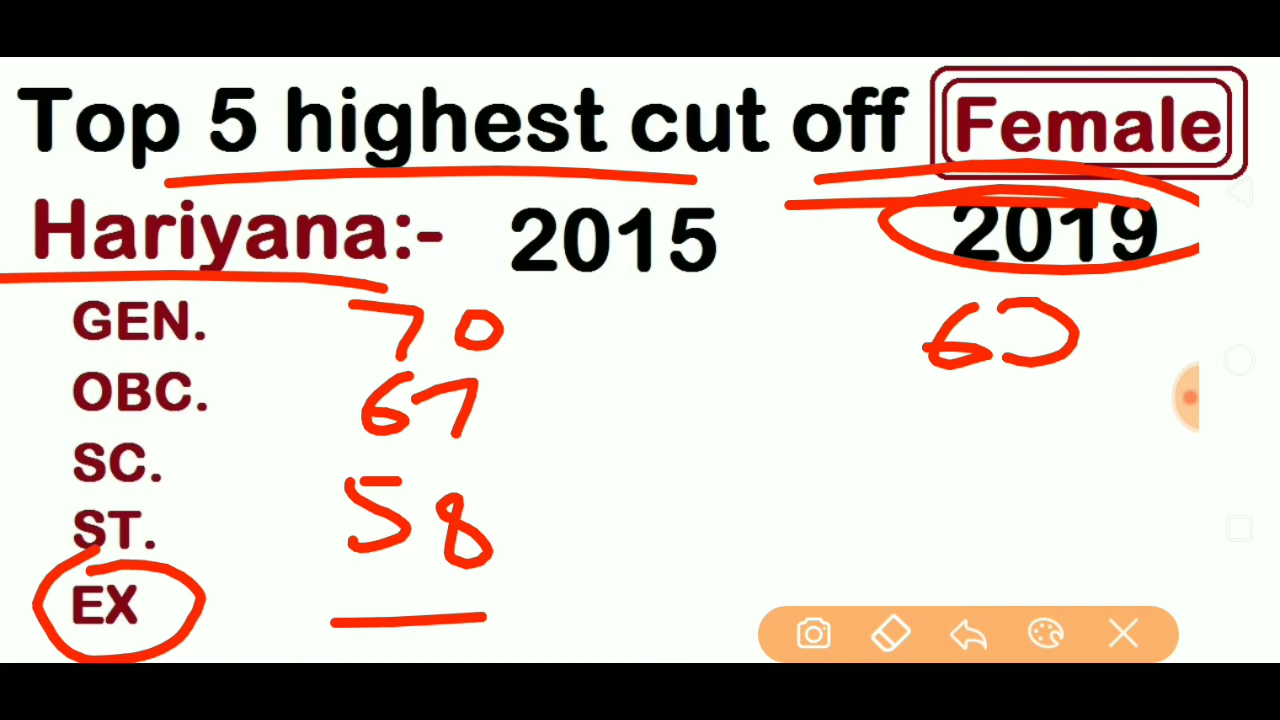 Top 5 highest cut off Female
Hariyana:- 2015 2019
GEN. 70 60
OBC. 67
SC.
ST. 58
EX